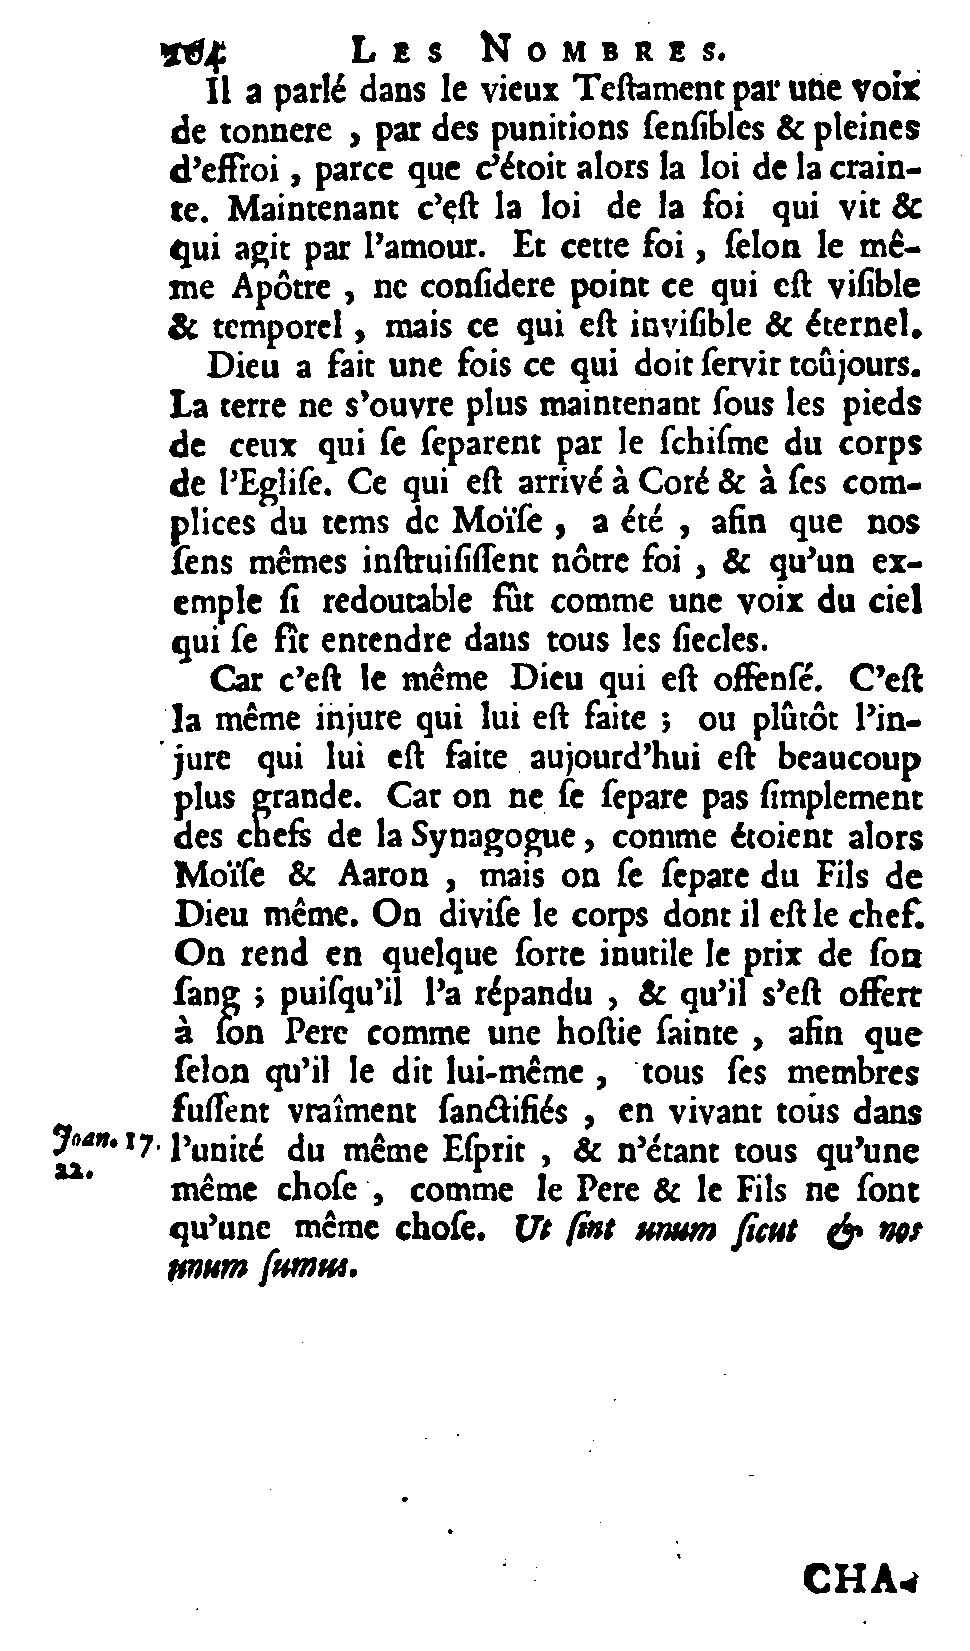 204 LES NOMBRES.
Il a parlé dans le vieux Teſtament par une voix
de tonnere , par des punitions ſenſibles & pleines
d'effroi , parce que c'étoit alors la loi de la crain-
te. Maintenant c'eſt la loi de la foi qui vit &
qui agit par l'amour. Et cette foi , ſelon le mê-
me Apôtre , ne conſidere point ce qui eſt viſible
& temporel , mais ce qui eſt inviſible & éternel.
Dieu a fait une fois ce qui doit ſervir toûjours.
La terre ne s'ouvre plus maintenant ſous les pieds
de ceux qui ſe ſeparent par le ſchiſme du corps
de l'Egliſe. Ce qui eſt arrivé à Coré & à ſes com-
plices du tems de Moïſe , a été , afin que nos
ſens mêmes inſtruiſiſſent nôtre foi , & qu'un ex-
emple ſi redoutable fût comme une voix du ciel
qui ſe fît entendre dans tous les ſiecles.
Car c'eſt le même Dieu qui eſt offenſé. C'eſt
la même injure qui lui eſt faite ; ou plûtôt l'in-
jure qui lui eſt faite aujourd'hui eſt beaucoup
plus grande. Car on ne ſe ſepare pas ſimplement
des chefs de la Synagogue , comme étoient alors
Moïſe & Aaron , mais on ſe ſepare du Fils de
Dieu même. On diviſe le corps dont il eſt le chef.
On rend en quelque ſorte inutile le prix de ſon
ſang ; puiſqu'il l'a répandu , & qu'il s'eſt offert
à ſon Pere comme une hoſtie ſainte , afin que
ſelon qu'il le dit lui-même , tous ſes membres
fuſſent vraîment ſanctifiés , en vivant tous dans
Joan. 17. l'unité du même Eſprit , & n'étant tous qu'une
22. même choſe , comme le Pere & le Fils ne ſont
qu'une même choſe. Ut ſint unum ſicut & nos
unum ſumus.
CHA-